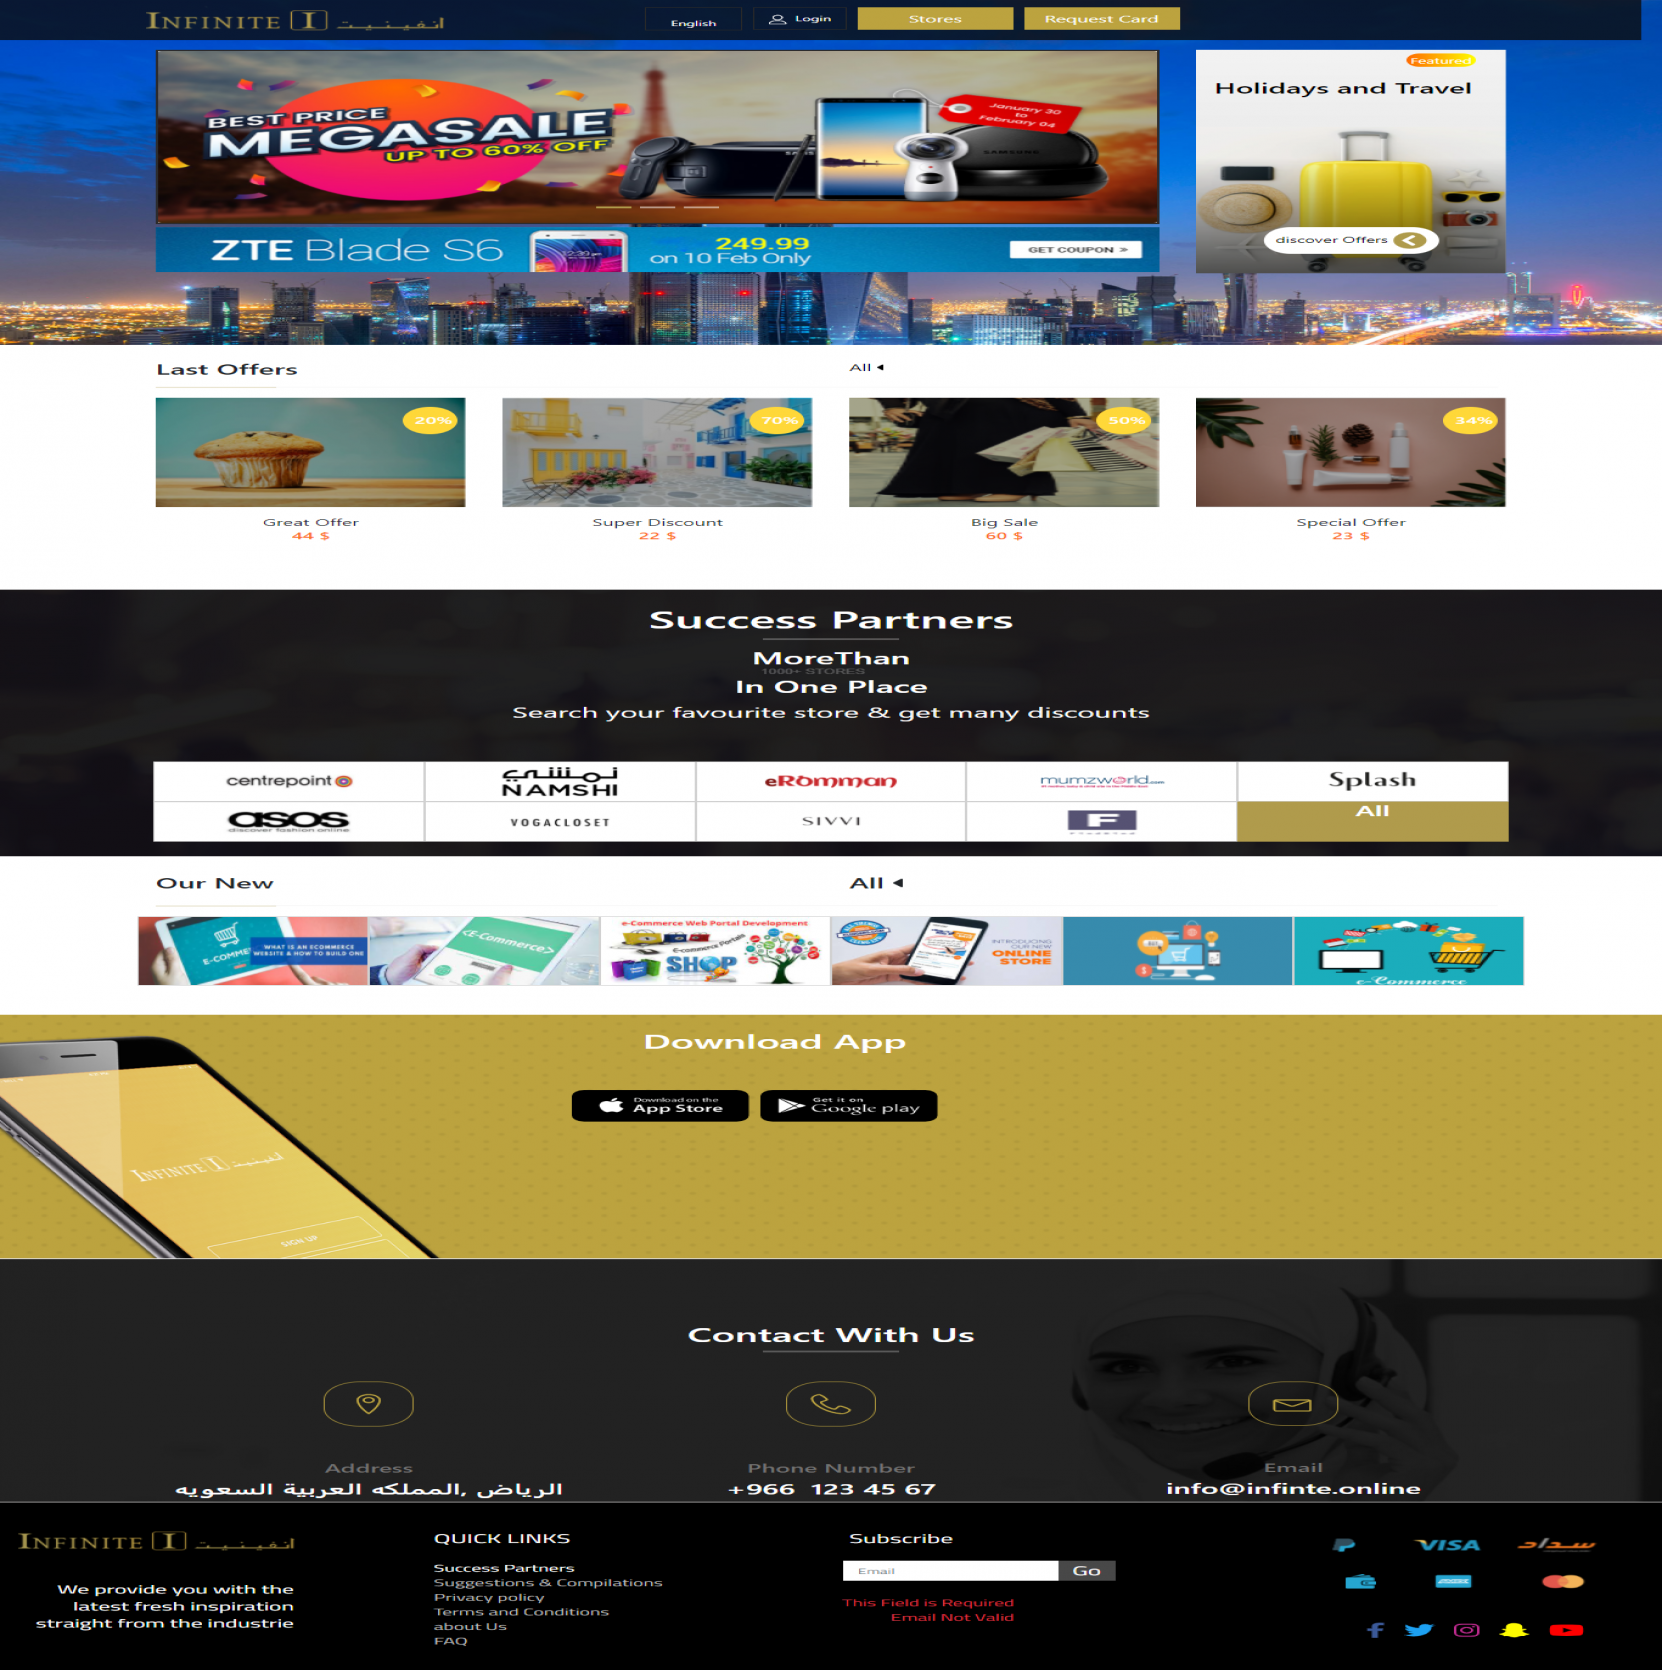 INFINITE I انفينيت
English
Login
Stores
Request Card
BEST PRICE
MEGASALE
UP TO 60% OFF
January 30
to
February 04
SAMSUNG
Featured
Holidays and Travel
discover Offers
ZTE Blade S6
249.99
on 10 Feb Only
GET COUPON »
Last Offers
All
20%
70%
50%
34%
Great Offer
44 $
Super Discount
22 $
Big Sale
60 $
Special Offer
23 $
Success Partners
MoreThan
1000+ STORES
In One Place
Search your favourite store & get many discounts
centrepoint
نمشي
NAMSHI
eRomman
mumzworld.com
Splash
asos
discover fashion online
VOGACLOSET
SIVVI
F
All
Our New
All
E-COMME
WHAT IS AN ECOMMERCE
WEBSITE & HOW TO BUILD ONE
<E-Commerce>
e-Commerce Web Portal Development
e-Commerce Portals
SHOP
INTRODUCING
OUR NEW
ONLINE
STORE
e-Commerce
Download App
Download on the
App Store
Get it on
Google play
INFINITE I انفينيت
SIGN UP
Contact With Us
Address
الرياض ,المملكه العربية السعويه
Phone Number
+966 123 45 67
Email
info@infinte.online
INFINITE I انفينيت
We provide you with the
latest fresh inspiration
straight from the industrie
QUICK LINKS
Success Partners
Suggestions & Compilations
Privacy policy
Terms and Conditions
about Us
FAQ
Subscribe
Email
Go
This Field is Required
Email Not Valid
VISA
سداد